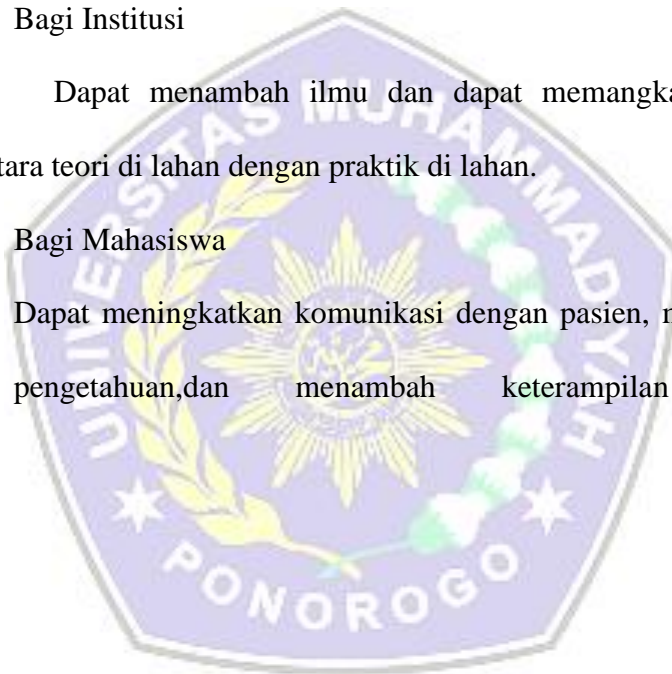 Bagi Institusi
Dapat menambah ilmu dan dapat memangka
tara teori di lahan dengan praktik di lahan.
Bagi Mahasiswa
Dapat meningkatkan komunikasi dengan pasien,
pengetahuan,dan menambah keterampilan
UNIVERSITAS MUHAMMADIYAH
PONOROGO